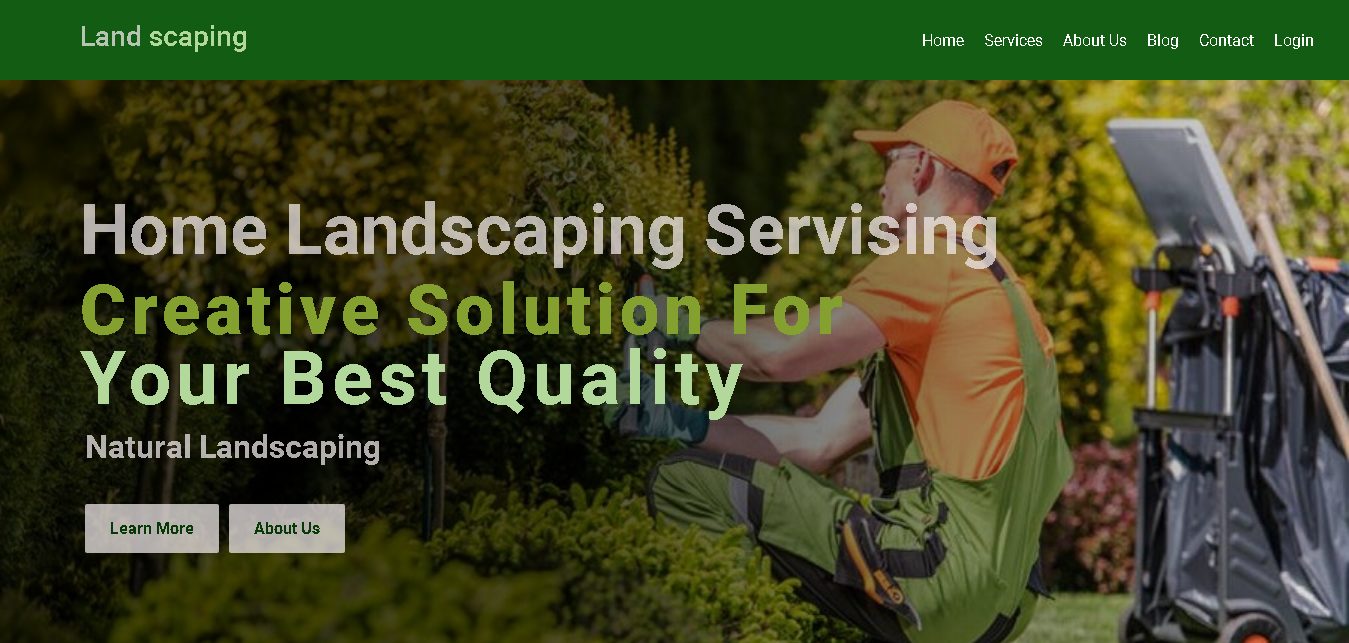 Land scaping
Home Services About Us Blog Contact Login
Home Landscaping Servising
Creative Solution For
Your Best Quality
Natural Landscaping
Learn More About Us